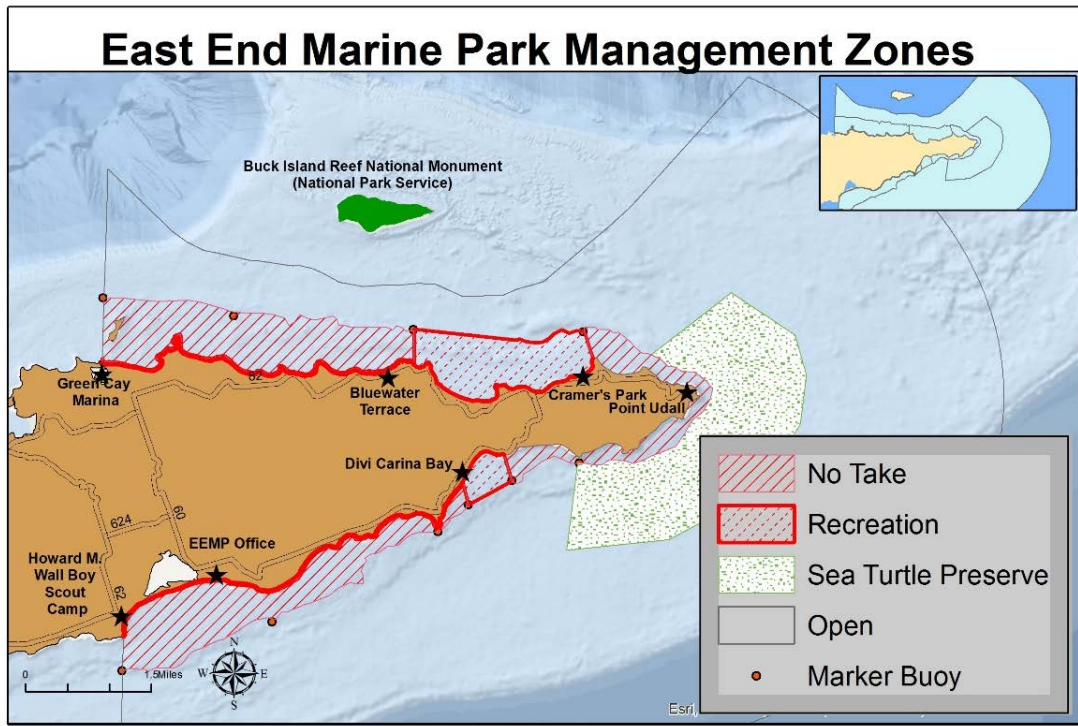 East End Marine Park Management Zones
Buck Island Reef National Monument
(National Park Service)
Green Cay
Marina
82
Bluewater
Terrace
Cramer's Park
Point Udall
Divi Carina Bay
624
60
EEMP Office
Howard M.
Wall Boy
Scout
Camp
62
N
W
E
S
0
1.5Miles
No Take
Recreation
Sea Turtle Preserve
Open
Marker Buoy
Esri,